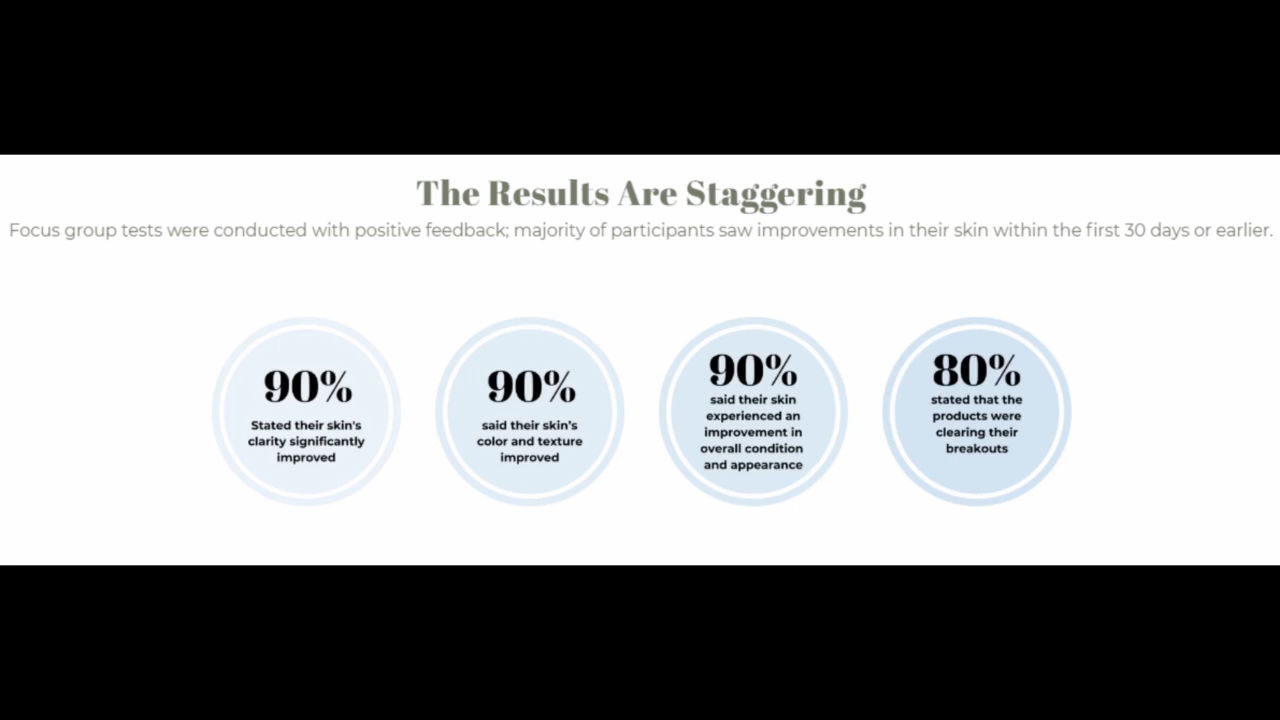 The Results Are Staggering
Focus group tests were conducted with positive feedback; majority of participants saw improvements in their skin within the first 30 days or earlier.
90%
Stated their skin's
clarity significantly
improved
90%
said their skin's
color and texture
improved
90%
said their skin
experienced an
improvement in
overall condition
and appearance
80%
stated that the
products were
clearing their
breakouts